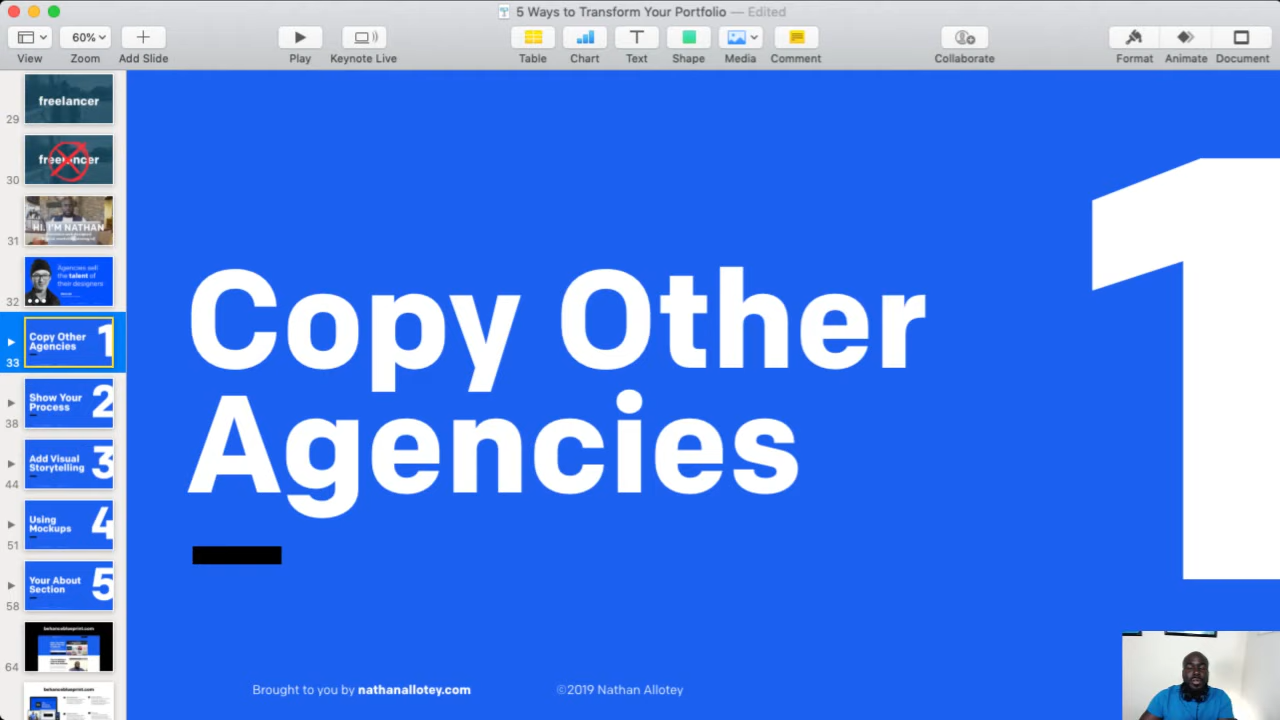 5 Ways to Transform Your Portfolio — Edited
60%
View
Zoom
Add Slide
Play
Keynote Live
Table
Chart
Text
Shape
Media
Comment
Collaborate
Format
Animate
Document
freelancer
29
freelancer
30
HI, I'M NATHAN
31
Agencies sell
the talent of
their designers
32
Copy Other
Agencies
1
33
Show Your
Process
2
38
Add Visual
Storytelling
3
44
Using
Mockups
4
51
Your About
Section
5
58
behanceblueprint.com
64
behanceblueprint.com
Copy Other
Agencies
1
Brought to you by nathanallotey.com
©2019 Nathan Allotey